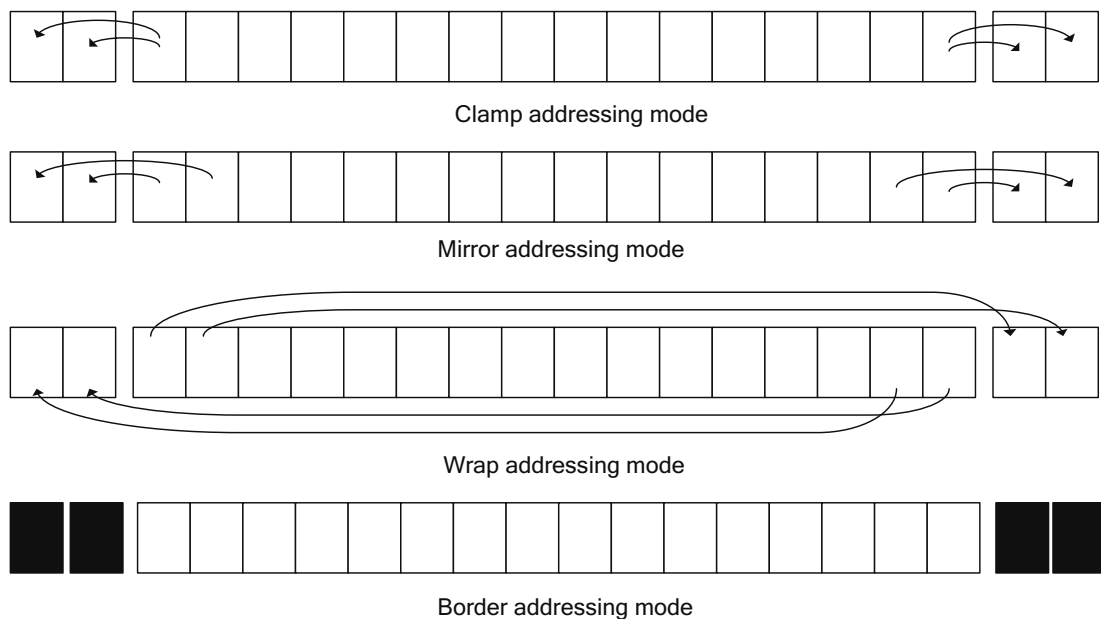 Clamp addressing mode
Mirror addressing mode
Wrap addressing mode
Border addressing mode